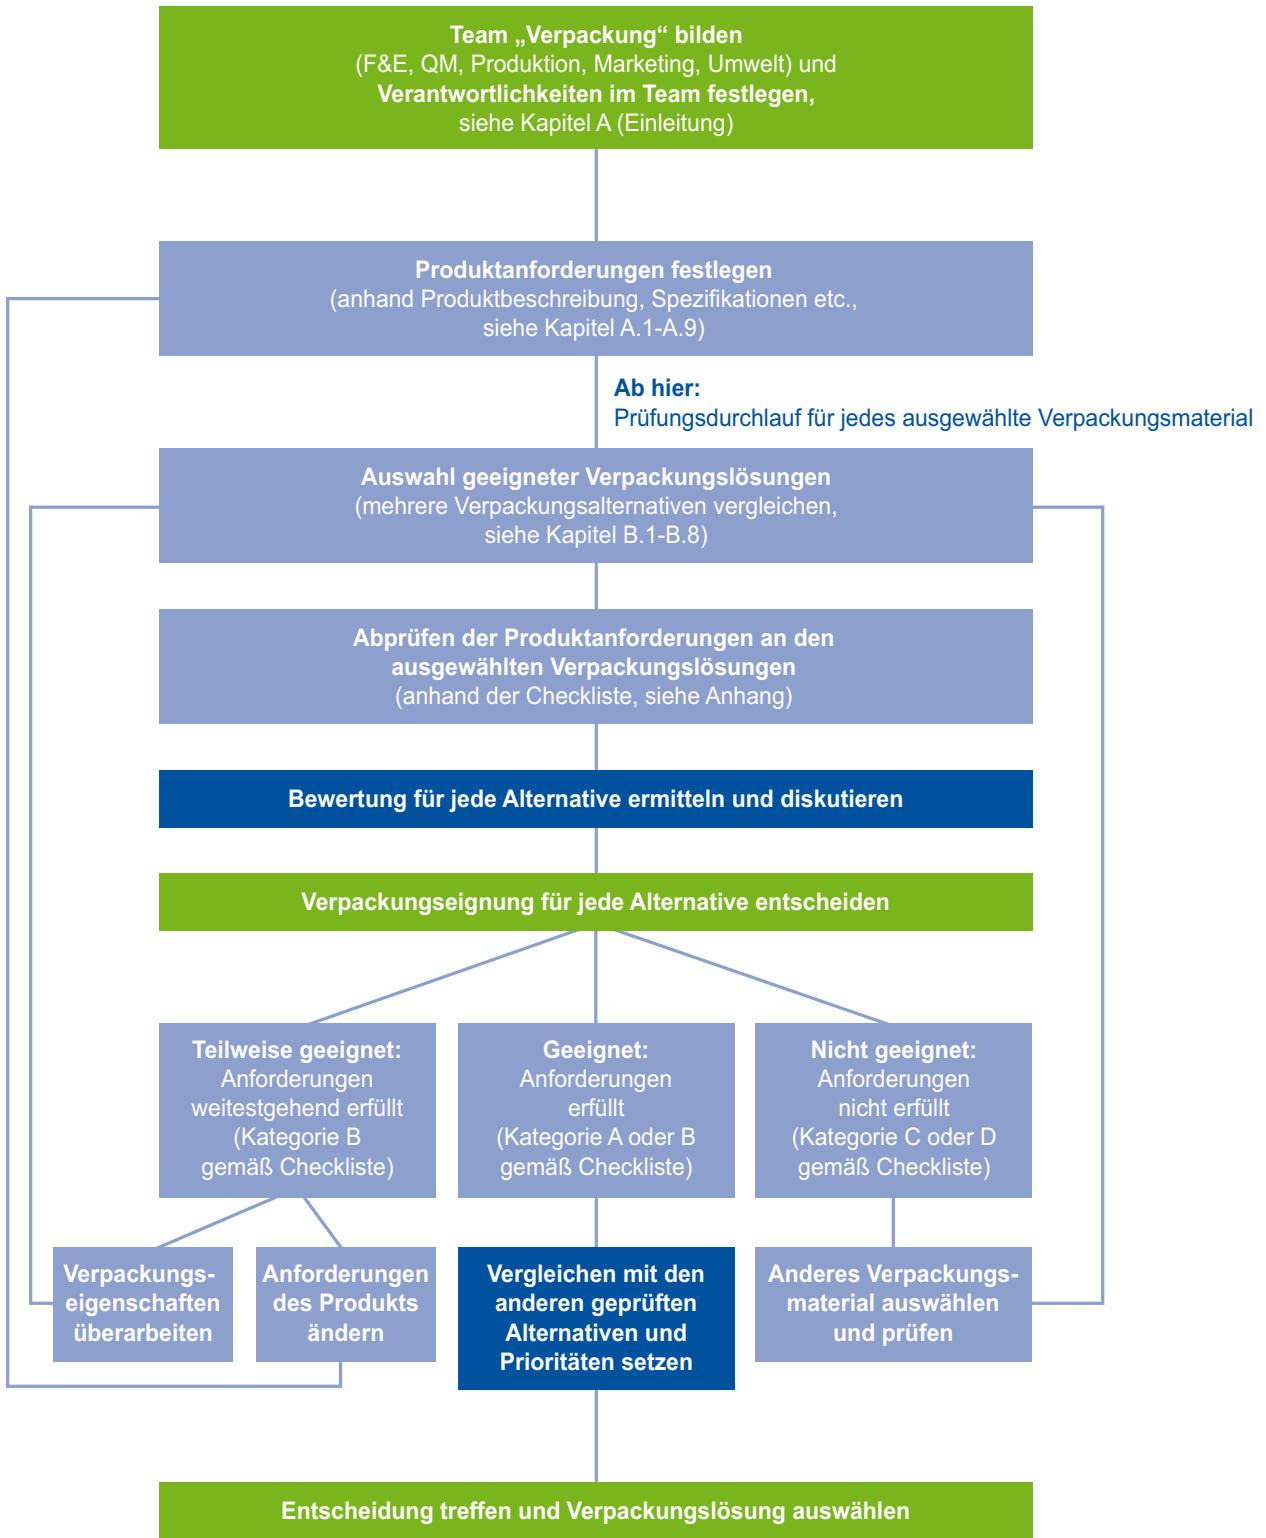 Team „Verpackung“ bilden
(F&E, QM, Produktion, Marketing, Umwelt) und
Verantwortlichkeiten im Team festlegen,
siehe Kapitel A (Einleitung)
Produktanforderungen festlegen
(anhand Produktbeschreibung, Spezifikationen etc.,
siehe Kapitel A.1-A.9)
Ab hier:
Prüfungsdurchlauf für jedes ausgewählte Verpackungsmaterial
Auswahl geeigneter Verpackungslösungen
(mehrere Verpackungsalternativen vergleichen,
siehe Kapitel B.1-B.8)
Abprüfen der Produktanforderungen an den
ausgewählten Verpackungslösungen
(anhand der Checkliste, siehe Anhang)
Bewertung für jede Alternative ermitteln und diskutieren
Verpackungseignung für jede Alternative entscheiden
Teilweise geeignet:
Anforderungen
weitestgehend erfüllt
(Kategorie B
gemäß Checkliste)
Geeignet:
Anforderungen
erfüllt
(Kategorie A oder B
gemäß Checkliste)
Nicht geeignet:
Anforderungen
nicht erfüllt
(Kategorie C oder D
gemäß Checkliste)
Verpackungs-
eigenschaften
überarbeiten
Anforderungen
des Produkts
ändern
Vergleichen mit den
anderen geprüften
Alternativen und
Prioritäten setzen
Anderes Verpackungs-
material auswählen
und prüfen
Entscheidung treffen und Verpackungslösung auswählen